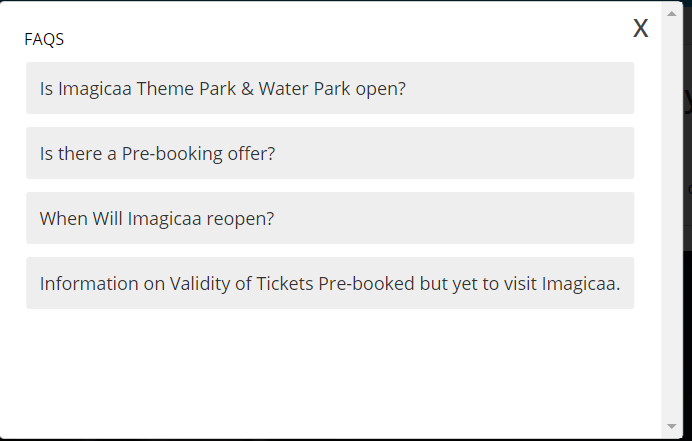 FAQS
X
Is Imagicaa Theme Park & Water Park open?
Is there a Pre-booking offer?
When Will Imagicaa reopen?
Information on Validity of Tickets Pre-booked but yet to visit Imagicaa.